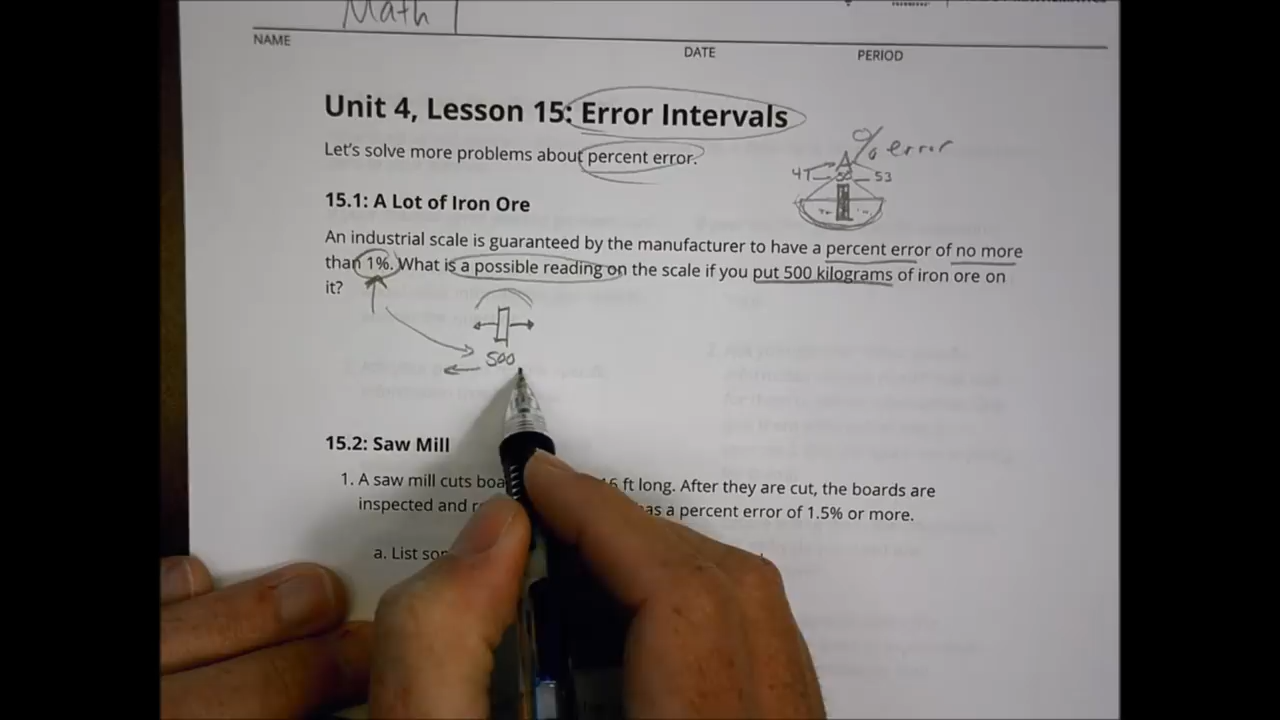 Math 1
NAME
DATE
PERIOD
Unit 4, Lesson 15: Error Intervals
Let's solve more problems about percent error.
% error
47 50 53
15.1: A Lot of Iron Ore
An industrial scale is guaranteed by the manufacturer to have a percent error of no more
than 1%. What is a possible reading on the scale if you put 500 kilograms of iron ore on
it?
500
15.2: Saw Mill
1. A saw mill cuts boa 16 ft long. After they are cut, the boards are
inspected and r as a percent error of 1.5% or more.
a. List so